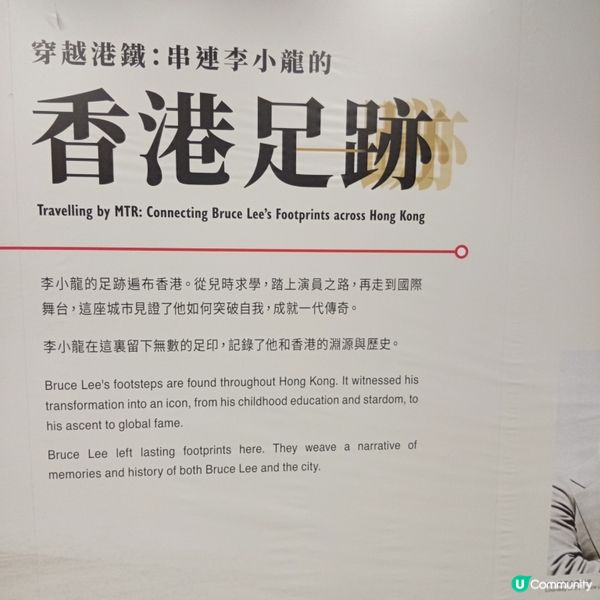 穿越港鐵：串連李小龍的
香港足跡
Travelling by MTR: Connecting Bruce Lee's Footprints across Hong Kong
李小龍的足跡遍布香港。從兒時求學，踏上演員之路，再走到國際
舞台，這座城市見證了他如何突破自我，成就一代傳奇。
李小龍在這裏留下無數的足印，記錄了他和香港的淵源與歷史。
Bruce Lee's footsteps are found throughout Hong Kong. It witnessed his
transformation into an icon, from his childhood education and stardom, to
his ascent to global fame.
Bruce Lee left lasting footprints here. They weave a narrative of
memories and history of both Bruce Lee and the city.
U Community